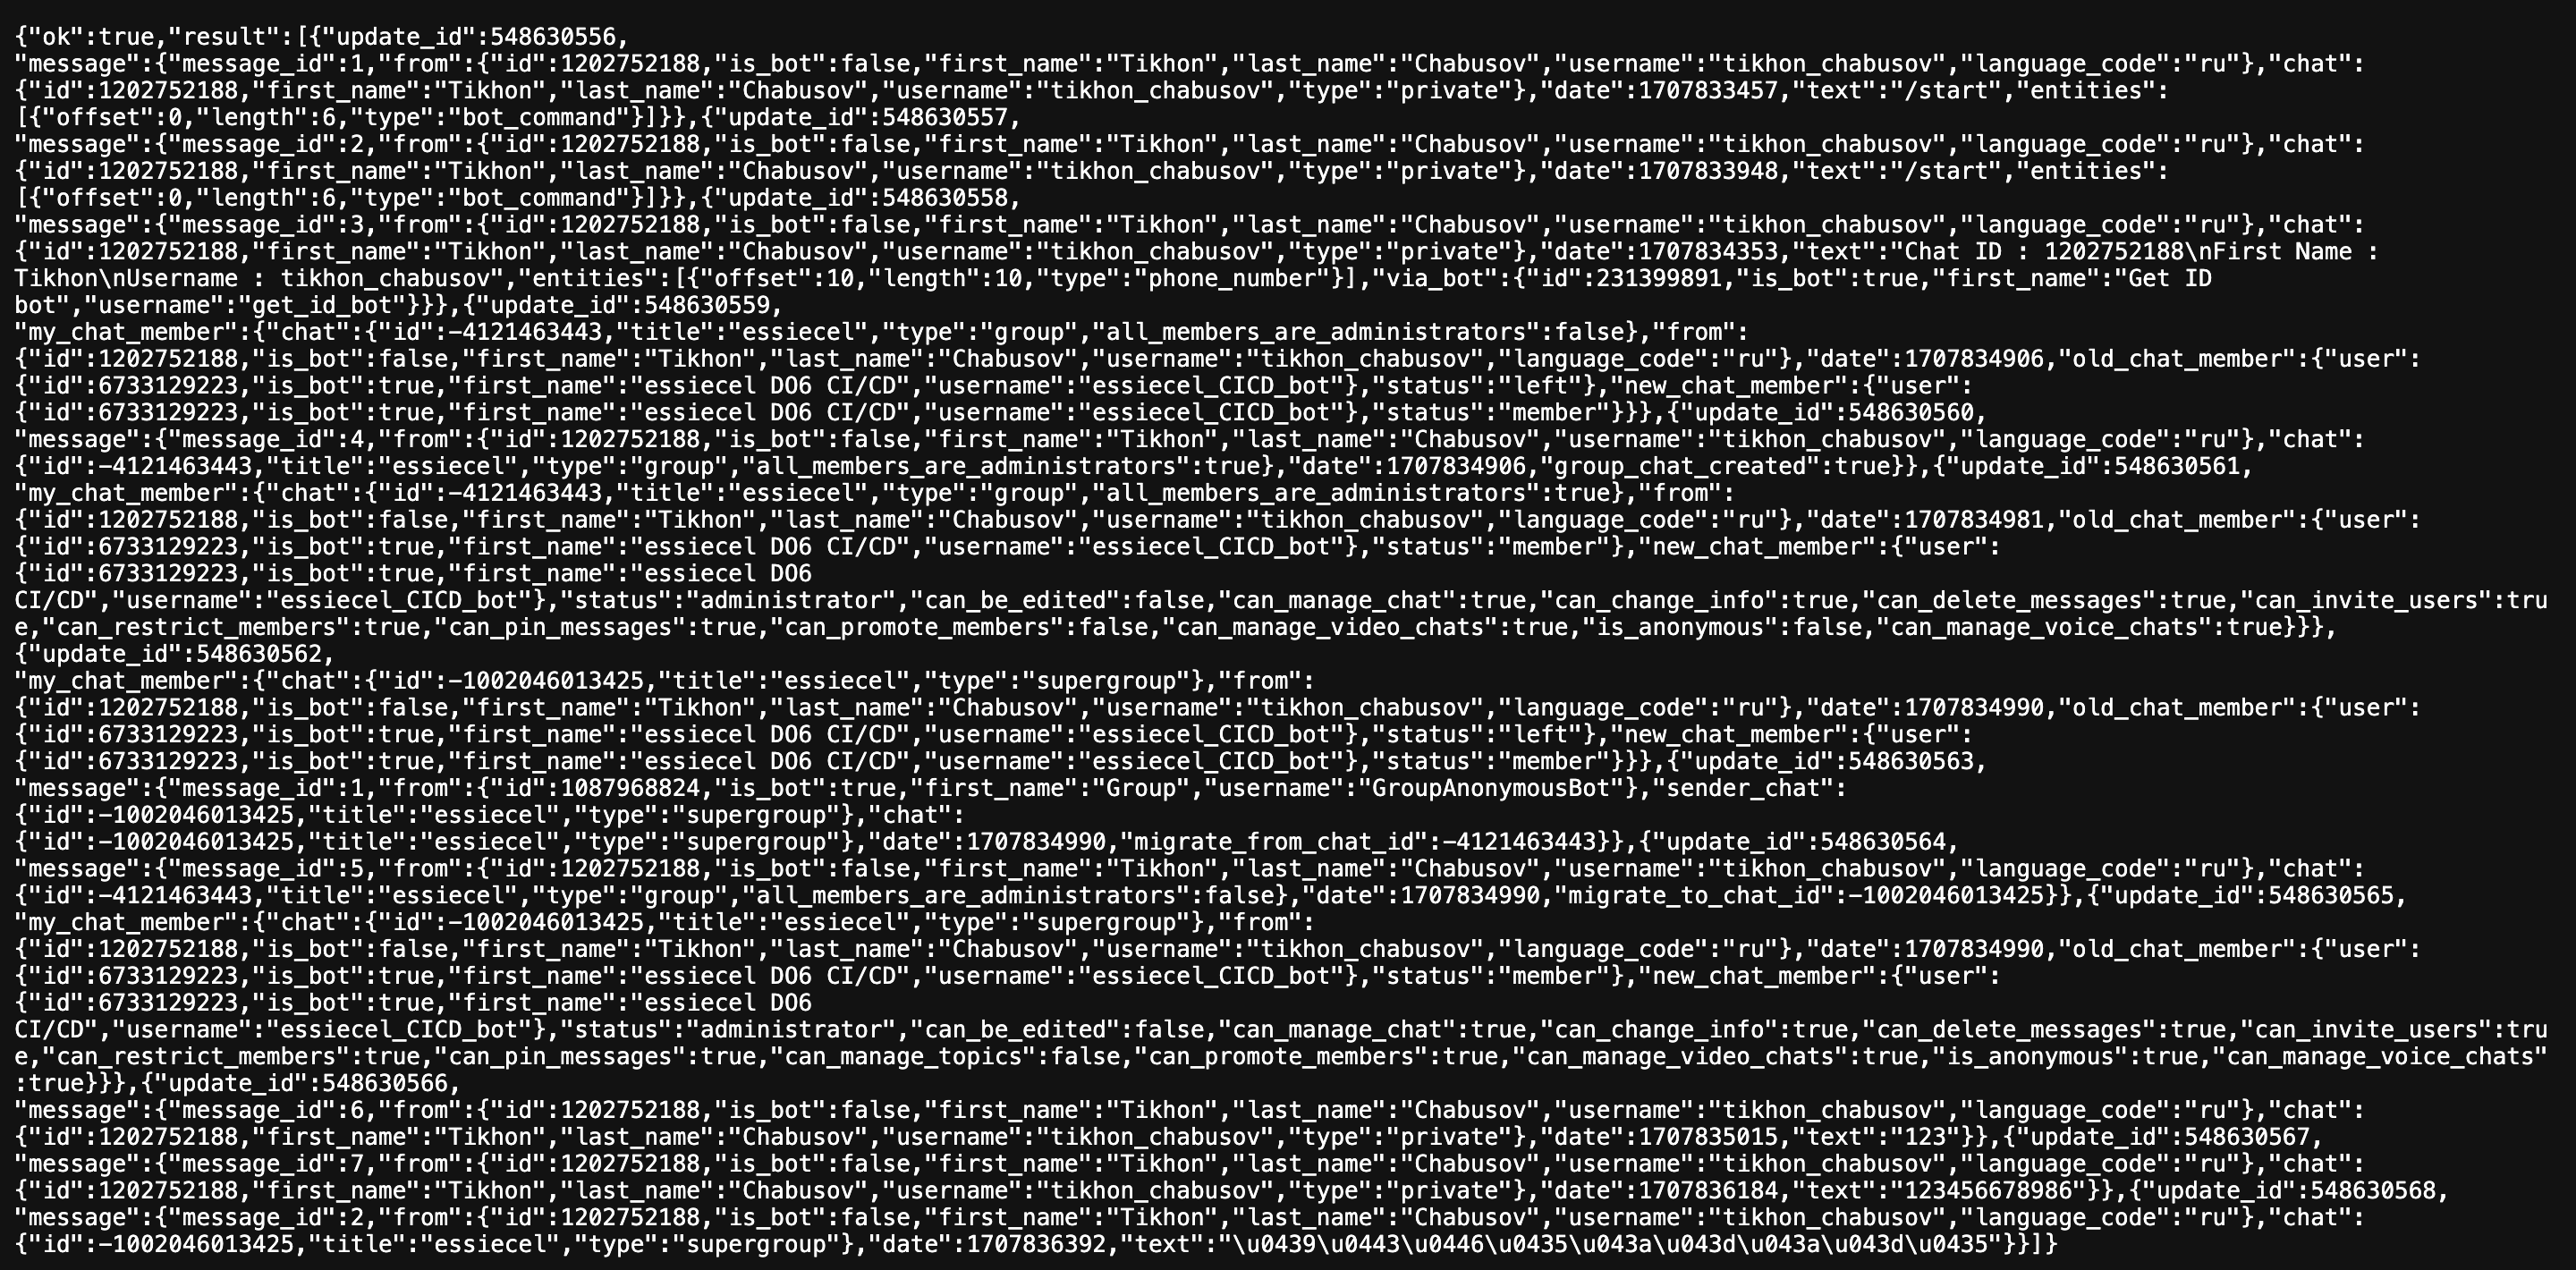 {"ok":true,"result":[{"update_id":548630556,
"message":{"message_id":1,"from":{"id":1202752188,"is_bot":false,"first_name":"Tikhon","last_name":"Chabusov","username":"tikhon_chabusov","language_code":"ru"},"chat":
{"id":1202752188,"first_name":"Tikhon","last_name":"Chabusov","username":"tikhon_chabusov","type":"private"},"date":1707833457,"text":"/start","entities":
[{"offset":0,"length":6,"type":"bot_command"}]}},{"update_id":548630557,
"message":{"message_id":2,"from":{"id":1202752188,"is_bot":false,"first_name":"Tikhon","last_name":"Chabusov","username":"tikhon_chabusov","language_code":"ru"},"chat":
{"id":1202752188,"first_name":"Tikhon","last_name":"Chabusov","username":"tikhon_chabusov","type":"private"},"date":1707833948,"text":"/start","entities":
[{"offset":0,"length":6,"type":"bot_command"}]}},{"update_id":548630558,
"message":{"message_id":3,"from":{"id":1202752188,"is_bot":false,"first_name":"Tikhon","last_name":"Chabusov","username":"tikhon_chabusov","language_code":"ru"},"chat":
{"id":1202752188,"first_name":"Tikhon","last_name":"Chabusov","username":"tikhon_chabusov","type":"private"},"date":1707834353,"text":"Chat ID : 1202752188\nFirst Name :
Tikhon\nUsername : tikhon_chabusov","entities":[{"offset":10,"length":10,"type":"phone_number"}],"via_bot":{"id":231399891,"is_bot":true,"first_name":"Get ID
bot","username":"get_id_bot"}}},{"update_id":548630559,
"my_chat_member":{"chat":{"id":-4121463443,"title":"essiecel","type":"group","all_members_are_administrators":false},"from":
{"id":1202752188,"is_bot":false,"first_name":"Tikhon","last_name":"Chabusov","username":"tikhon_chabusov","language_code":"ru"},"date":1707834906,"old_chat_member":{"user":
{"id":6733129223,"is_bot":true,"first_name":"essiecel DO6 CI/CD","username":"essiecel_CICD_bot"},"status":"left"},"new_chat_member":{"user":
{"id":6733129223,"is_bot":true,"first_name":"essiecel DO6 CI/CD","username":"essiecel_CICD_bot"},"status":"member"}}},{"update_id":548630560,
"message":{"message_id":4,"from":{"id":1202752188,"is_bot":false,"first_name":"Tikhon","last_name":"Chabusov","username":"tikhon_chabusov","language_code":"ru"},"chat":
{"id":-4121463443,"title":"essiecel","type":"group","all_members_are_administrators":true},"date":1707834906,"group_chat_created":true}},{"update_id":548630561,
"my_chat_member":{"chat":{"id":-4121463443,"title":"essiecel","type":"group","all_members_are_administrators":true},"from":
{"id":1202752188,"is_bot":false,"first_name":"Tikhon","last_name":"Chabusov","username":"tikhon_chabusov","language_code":"ru"},"date":1707834981,"old_chat_member":{"user":
{"id":6733129223,"is_bot":true,"first_name":"essiecel DO6 CI/CD","username":"essiecel_CICD_bot"},"status":"member"},"new_chat_member":{"user":
{"id":6733129223,"is_bot":true,"first_name":"essiecel DO6
CI/CD","username":"essiecel_CICD_bot"},"status":"administrator","can_be_edited":false,"can_manage_chat":true,"can_change_info":true,"can_delete_messages":true,"can_invite_users":tru
e,"can_restrict_members":true,"can_pin_messages":true,"can_promote_members":false,"can_manage_video_chats":true,"is_anonymous":false,"can_manage_voice_chats":true}}},
{"update_id":548630562,
"my_chat_member":{"chat":{"id":-1002046013425,"title":"essiecel","type":"supergroup"},"from":
{"id":1202752188,"is_bot":false,"first_name":"Tikhon","last_name":"Chabusov","username":"tikhon_chabusov","language_code":"ru"},"date":1707834990,"old_chat_member":{"user":
{"id":6733129223,"is_bot":true,"first_name":"essiecel DO6 CI/CD","username":"essiecel_CICD_bot"},"status":"left"},"new_chat_member":{"user":
{"id":6733129223,"is_bot":true,"first_name":"essiecel DO6 CI/CD","username":"essiecel_CICD_bot"},"status":"member"}}},{"update_id":548630563,
"message":{"message_id":1,"from":{"id":1087968824,"is_bot":true,"first_name":"Group","username":"GroupAnonymousBot"},"sender_chat":
{"id":-1002046013425,"title":"essiecel","type":"supergroup"},"chat":
{"id":-1002046013425,"title":"essiecel","type":"supergroup"},"date":1707834990,"migrate_from_chat_id":-4121463443}},{"update_id":548630564,
"message":{"message_id":5,"from":{"id":1202752188,"is_bot":false,"first_name":"Tikhon","last_name":"Chabusov","username":"tikhon_chabusov","language_code":"ru"},"chat":
{"id":-4121463443,"title":"essiecel","type":"group","all_members_are_administrators":false},"date":1707834990,"migrate_to_chat_id":-1002046013425}},{"update_id":548630565,
"my_chat_member":{"chat":{"id":-1002046013425,"title":"essiecel","type":"supergroup"},"from":
{"id":1202752188,"is_bot":false,"first_name":"Tikhon","last_name":"Chabusov","username":"tikhon_chabusov","language_code":"ru"},"date":1707834990,"old_chat_member":{"user":
{"id":6733129223,"is_bot":true,"first_name":"essiecel DO6 CI/CD","username":"essiecel_CICD_bot"},"status":"member"},"new_chat_member":{"user":
{"id":6733129223,"is_bot":true,"first_name":"essiecel DO6
CI/CD","username":"essiecel_CICD_bot"},"status":"administrator","can_be_edited":false,"can_manage_chat":true,"can_change_info":true,"can_delete_messages":true,"can_invite_users":tru
e,"can_restrict_members":true,"can_pin_messages":true,"can_manage_topics":false,"can_promote_members":true,"can_manage_video_chats":true,"is_anonymous":true,"can_manage_voice_chats"
:true}}},{"update_id":548630566,
"message":{"message_id":6,"from":{"id":1202752188,"is_bot":false,"first_name":"Tikhon","last_name":"Chabusov","username":"tikhon_chabusov","language_code":"ru"},"chat":
{"id":1202752188,"first_name":"Tikhon","last_name":"Chabusov","username":"tikhon_chabusov","type":"private"},"date":1707835015,"text":"123"}},{"update_id":548630567,
"message":{"message_id":7,"from":{"id":1202752188,"is_bot":false,"first_name":"Tikhon","last_name":"Chabusov","username":"tikhon_chabusov","language_code":"ru"},"chat":
{"id":1202752188,"first_name":"Tikhon","last_name":"Chabusov","username":"tikhon_chabusov","type":"private"},"date":1707836184,"text":"123456678986"}},{"update_id":548630568,
"message":{"message_id":2,"from":{"id":1202752188,"is_bot":false,"first_name":"Tikhon","last_name":"Chabusov","username":"tikhon_chabusov","language_code":"ru"},"chat":
{"id":-1002046013425,"title":"essiecel","type":"supergroup"},"date":1707836392,"text":"\u0439\u0443\u0446\u0435\u043a\u043d\u043a\u043d\u0435"}}]}